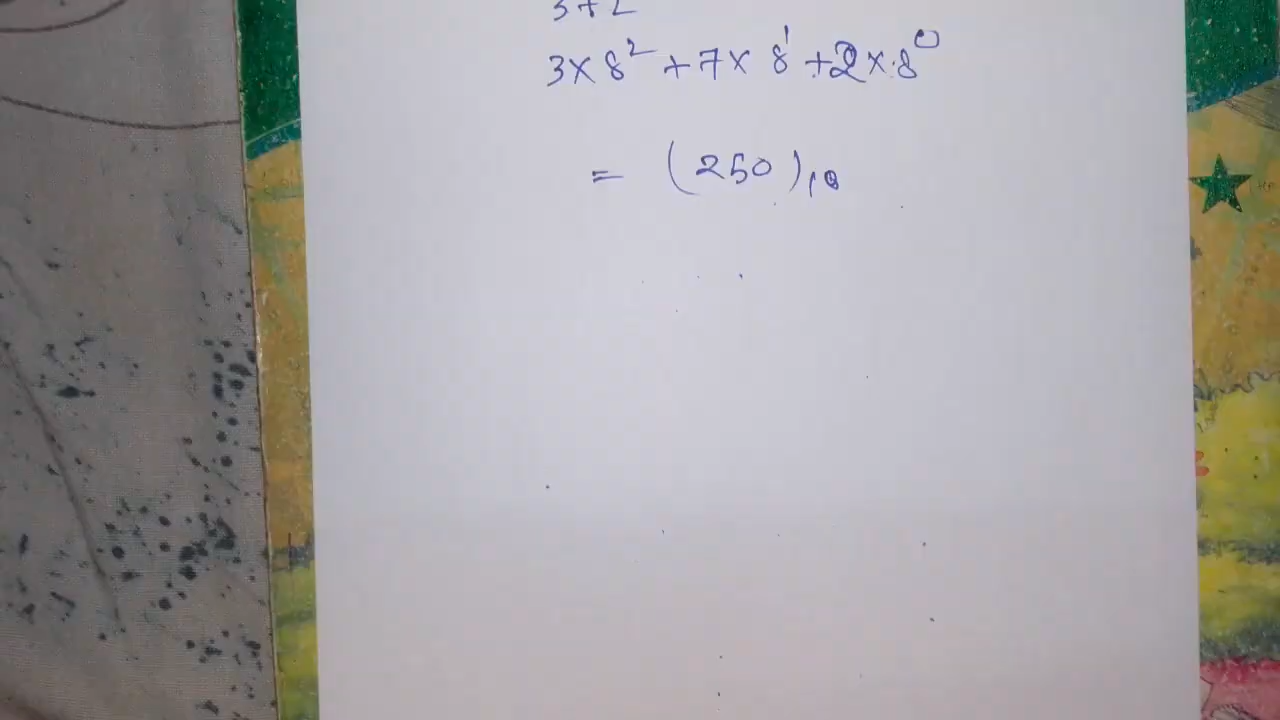 3×8² +7× 8¹ +2×8⁰
= (250)₁₀